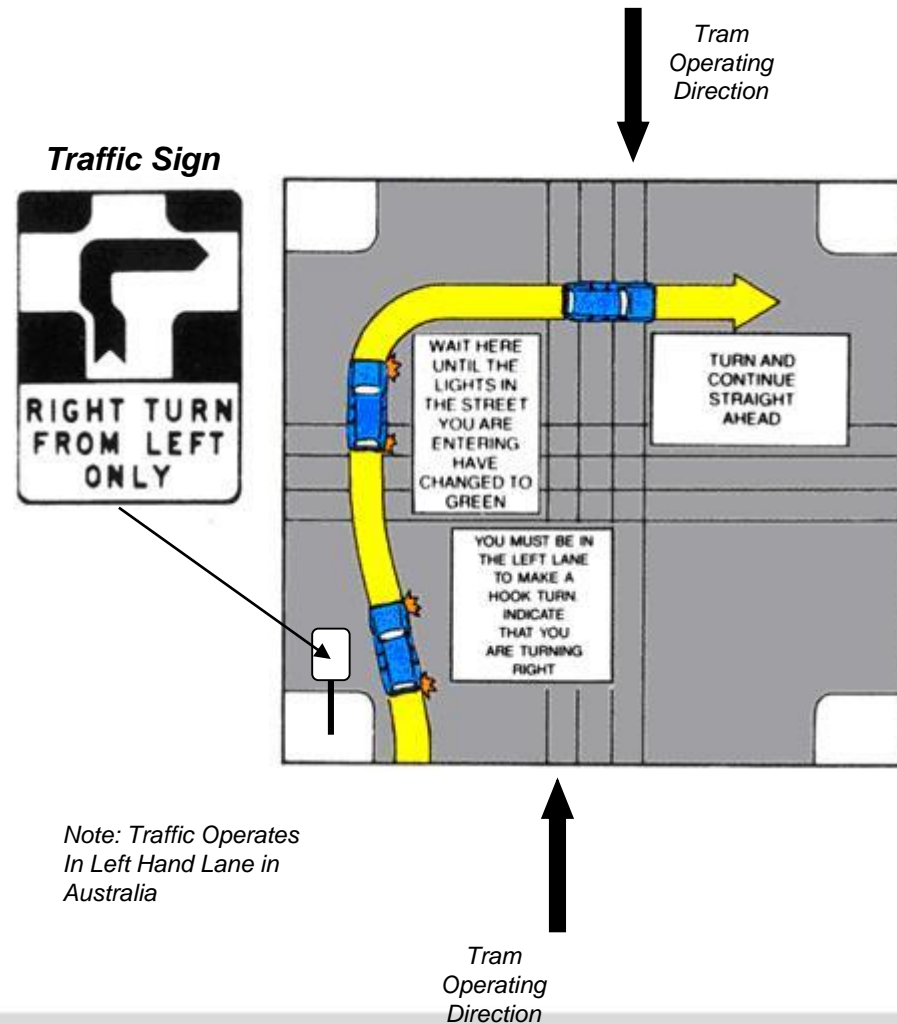 Tram
Operating
Direction
Traffic Sign
RIGHT TURN
FROM LEFT
ONLY
WAIT HERE
UNTIL THE
LIGHTS IN
THE STREET
YOU ARE
ENTERING
HAVE
CHANGED TO
GREEN
TURN AND
CONTINUE
STRAIGHT
AHEAD
YOU MUST BE IN
THE LEFT LANE
TO MAKE A
HOOK TURN
INDICATE
THAT YOU
ARE TURNING
RIGHT
Note: Traffic Operates
In Left Hand Lane in
Australia
Tram
Operating
Direction